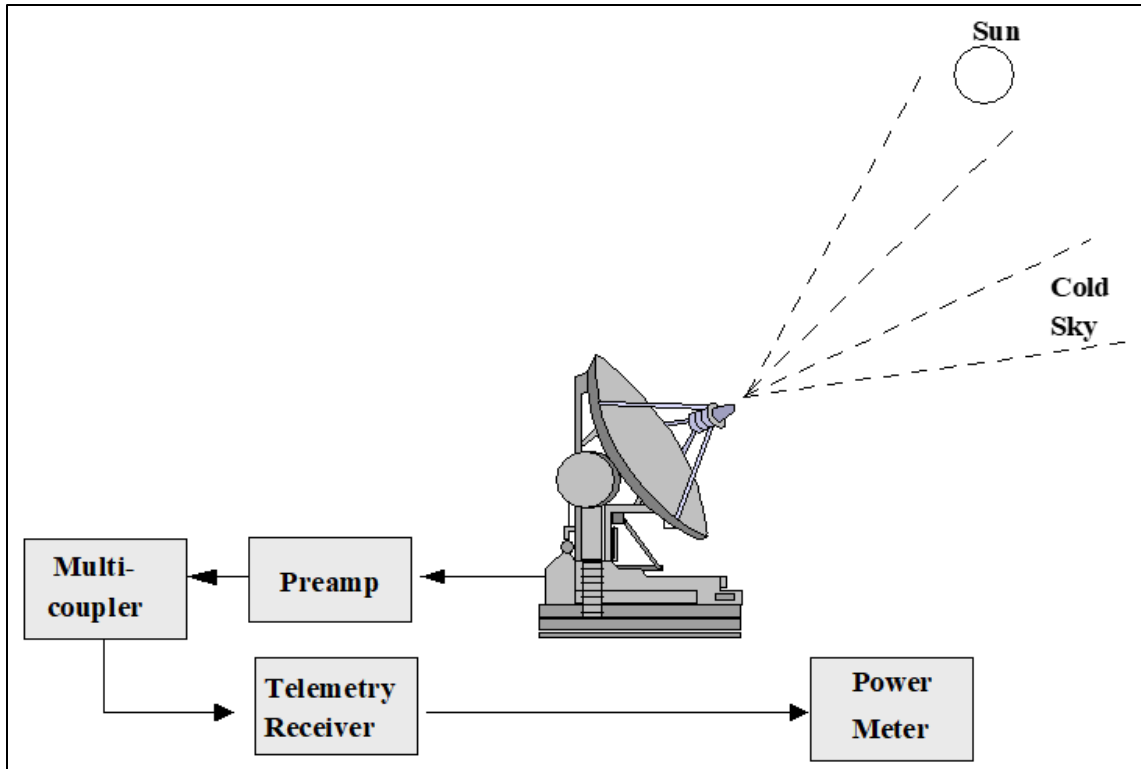 Sun
Cold
Sky
Multi-
coupler
Preamp
Telemetry
Receiver
Power
Meter